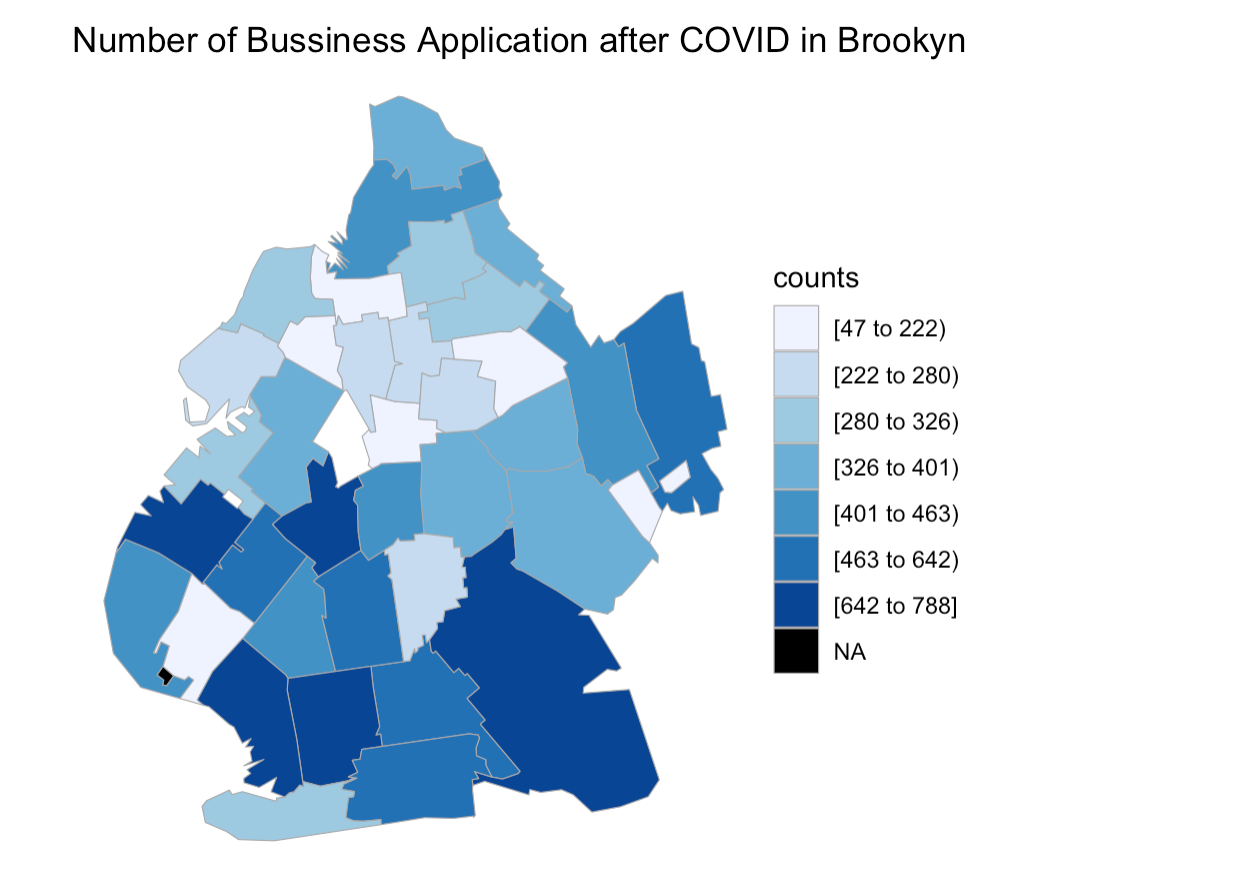 Number of Bussiness Application after COVID in Brookyn
counts
[47 to 222)
[222 to 280)
[280 to 326)
[326 to 401)
[401 to 463)
[463 to 642)
[642 to 788]
NA